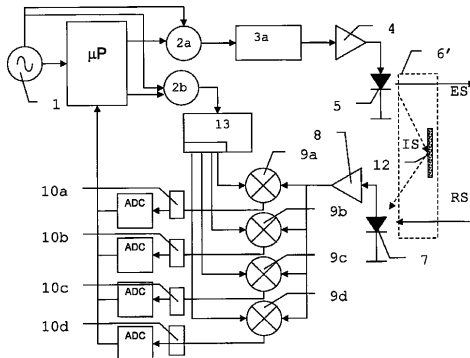 4
6'
μP
2a
3a
ES
1
2b
5
13
8
IS
9a
12
10a
RS
ADC
9b
10b
7
ADC
9c
10c
ADC
9d
10d
ADC